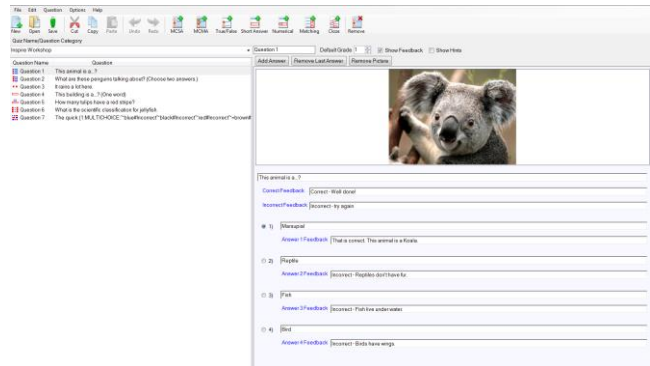 File Edit Question Options Help
New Open Save Cut Copy Paste Undo Redo MCSA MCMA True/False Short Answer Numerical Matching Cloze Remove
Quiz Name/Question Category
Inspire Workshop
Question 1 Default Grade 1 Show Feedback Show Hints
Add Answer Remove Last Answer Remove Picture
Question Name Question
Question 1 This animal is a..?
Question 2 What are these penguins talking about? (Choose two answers.)
Question 3 It rains a lot here.
Question 4 This building is a..? (One word)
Question 5 How many tulips have a red stripe?
Question 6 What is the scientific classification for jellyfish.
Question 7 The quick {1:MULTICHOICE:~blue#Incorrect~black#Incorrect~red#Incorrect~=brown#
This animal is a..?
Correct Feedback Correct - Well done!
Incorrect Feedback Incorrect - try again
1) Marsupial
Answer 1 Feedback That is correct. This animal is a Koala.
2) Reptile
Answer 2 Feedback Incorrect - Reptiles don't have fur.
3) Fish
Answer 3 Feedback Incorrect - Fish live under water.
4) Bird
Answer 4 Feedback Incorrect - Birds have wings.